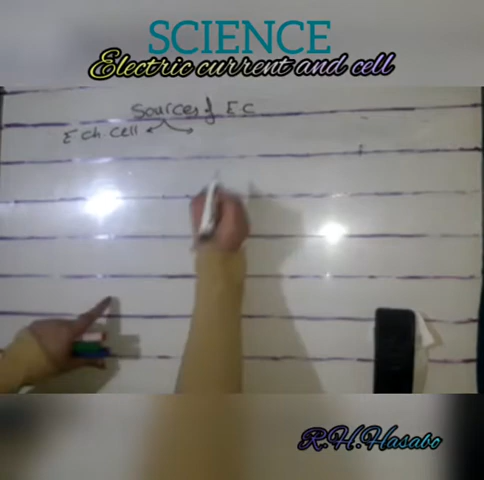 SCIENCE
Electric current and cell
Sources of E C
E ch. cell
R.H.Hasabo